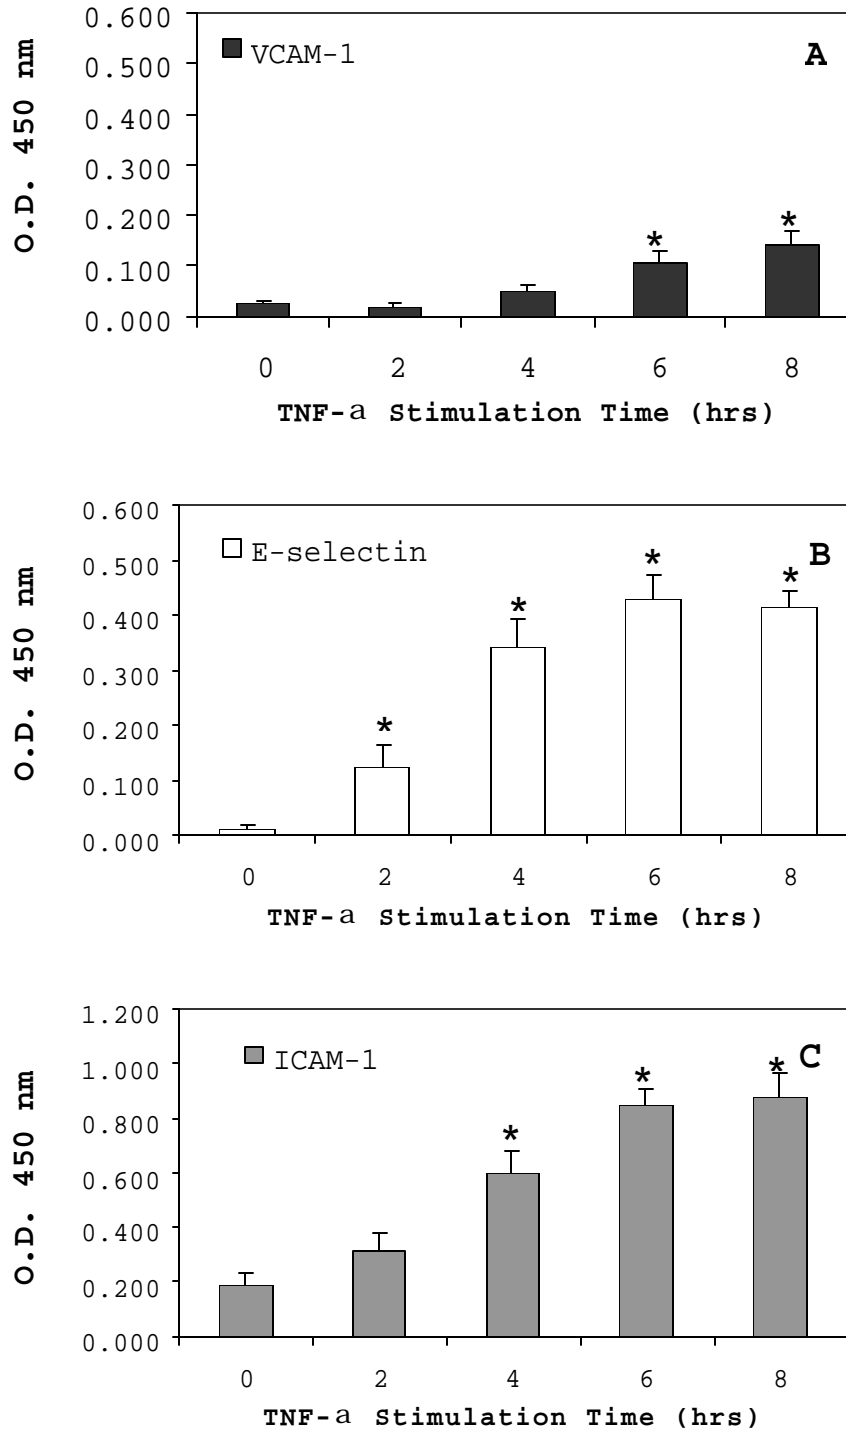 0.600
VCAM-1
A
0.500
0.400
0.300
0.200
0.100
0.000
O.D. 450 nm
*
*
0 2 4 6 8
TNF-a Stimulation Time (hrs)
0.600
E-selectin
B
0.500
0.400
0.300
0.200
0.100
0.000
O.D. 450 nm
*
*
*
*
0 2 4 6 8
TNF-a Stimulation Time (hrs)
1.200
ICAM-1
C
1.000
0.800
0.600
0.400
0.200
0.000
O.D. 450 nm
*
*
*
0 2 4 6 8
TNF-a Stimulation Time (hrs)